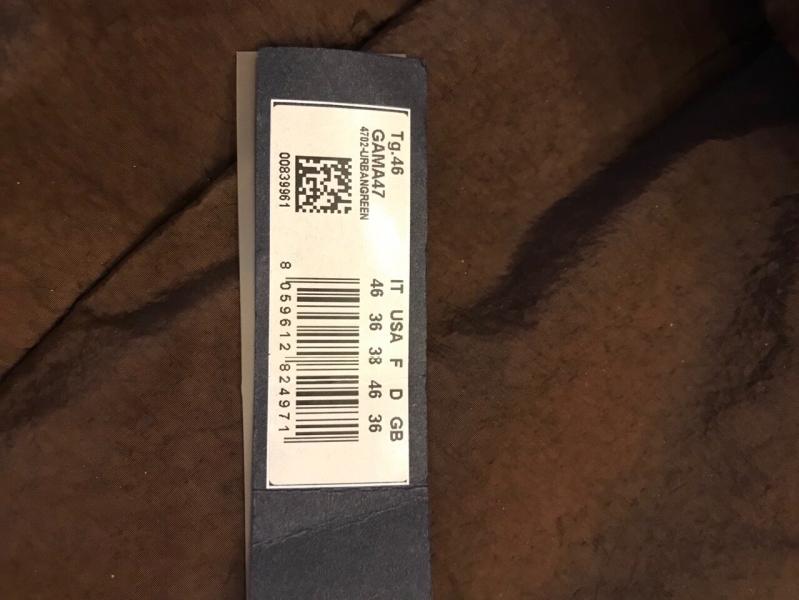 Tg.46
GAMA47
4702-URBANGREEN
00839961
IT USA F D GB
46 36 38 46 36
8 059612 824971